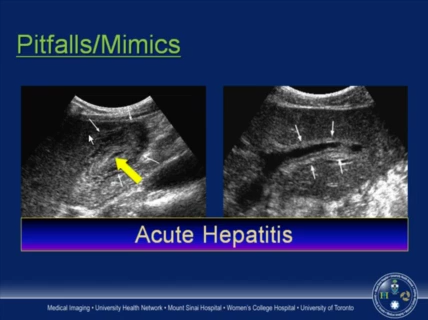 Pitfalls/Mimics
Acute Hepatitis
Medical Imaging • University Health Network • Mount Sinai Hospital • Women's College Hospital • University of Toronto